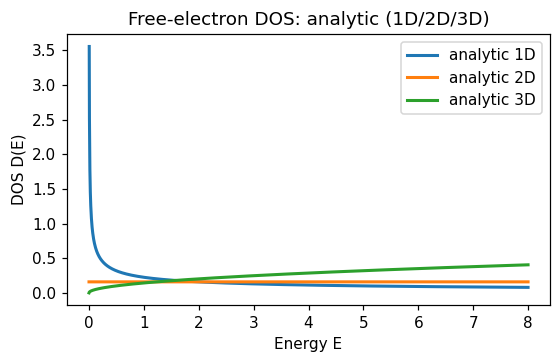 Free-electron DOS: analytic (1D/2D/3D)
analytic 1D
analytic 2D
analytic 3D
DOS D(E)
3.5
3.0
2.5
2.0
1.5
1.0
0.5
0.0
0 1 2 3 4 5 6 7 8
Energy E